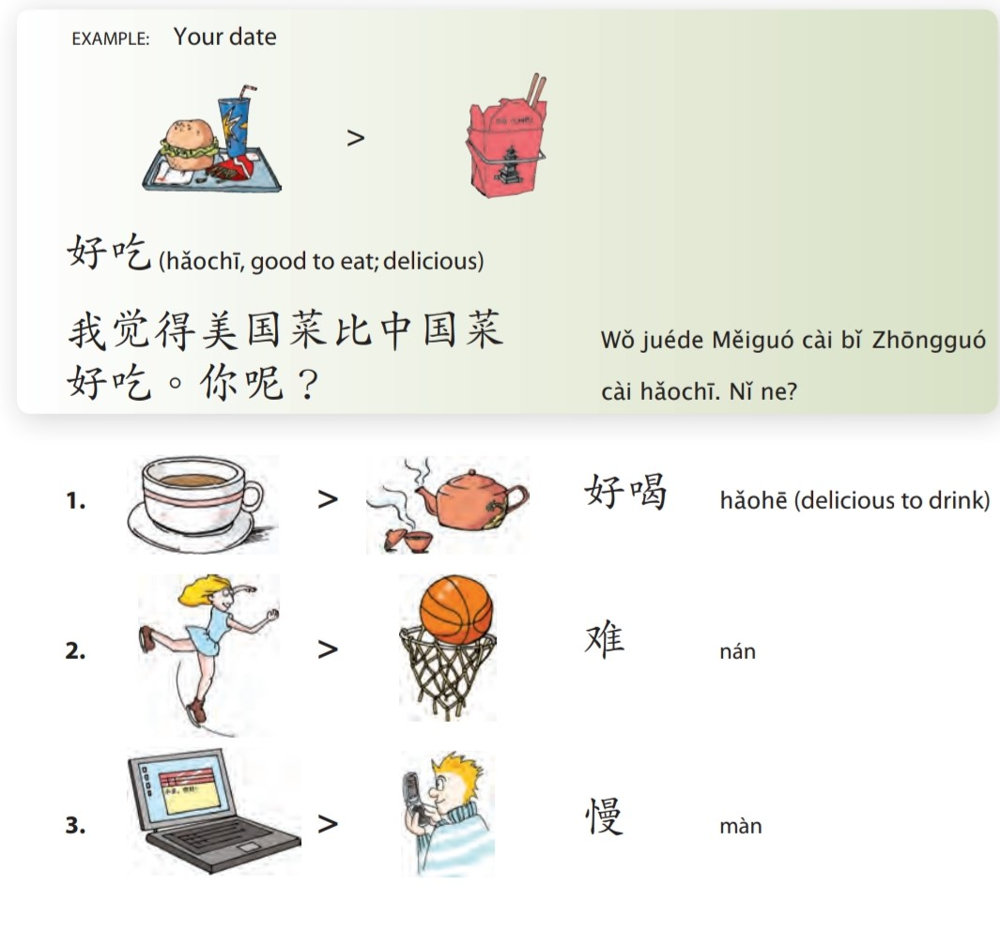 EXAMPLE: Your date
>
好吃 (hǎochī, good to eat; delicious)
我觉得美国菜比中国菜
好吃。你呢？
Wǒ juéde Měiguó cài bǐ Zhōngguó
cài hǎochī. Nǐ ne?
1. > 好喝 hǎohē (delicious to drink)
2. > 难 nán
3. > 慢 màn